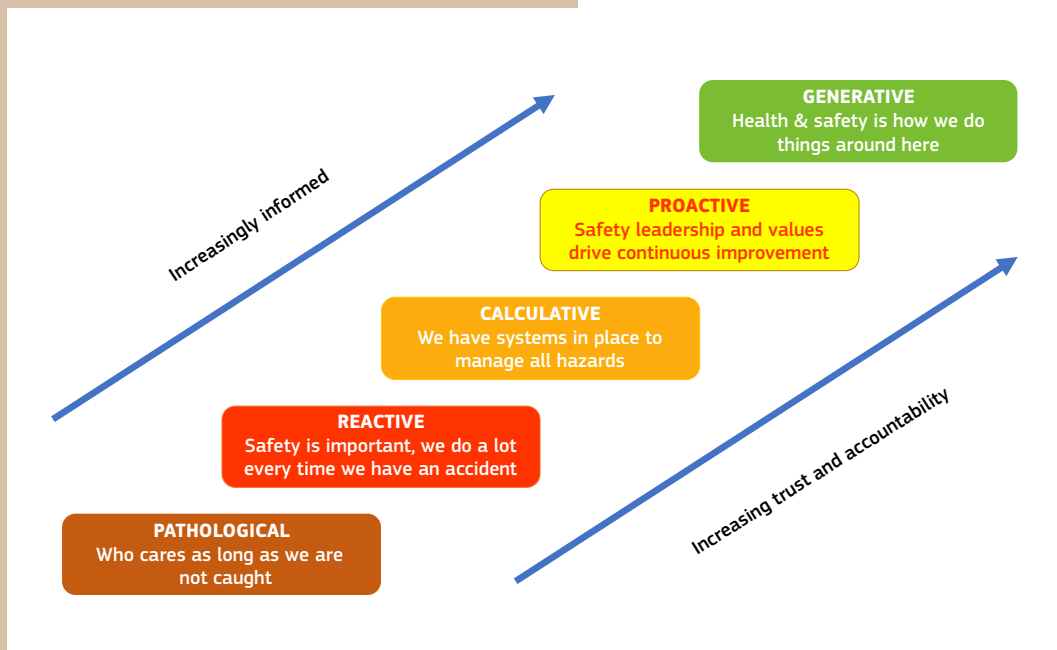 GENERATIVE
Health & safety is how we do
things around here
PROACTIVE
Safety leadership and values
drive continuous improvement
Increasingly informed
CALCULATIVE
We have systems in place to
manage all hazards
REACTIVE
Safety is important, we do a lot
every time we have an accident
Increasing trust and accountability
PATHOLOGICAL
Who cares as long as we are
not caught